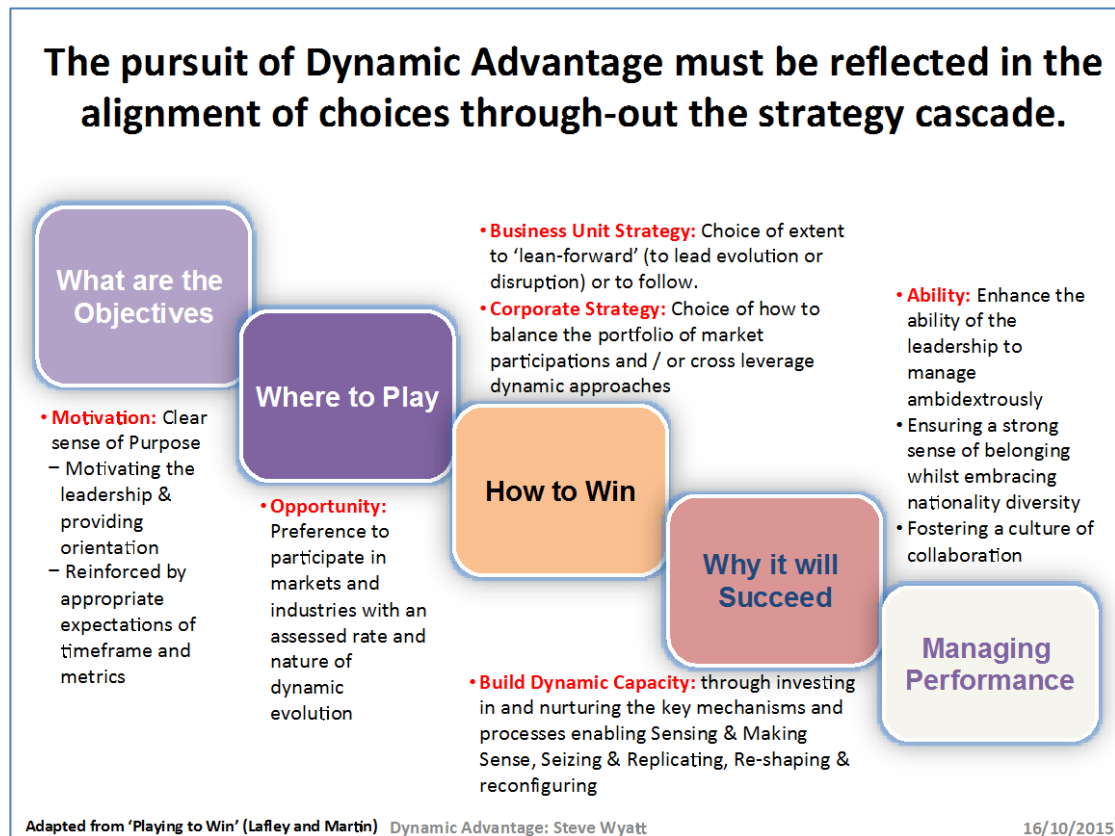 The pursuit of Dynamic Advantage must be reflected in the
alignment of choices through-out the strategy cascade.
What are the
Objectives
• Motivation: Clear
sense of Purpose
– Motivating the
leadership &
providing
orientation
– Reinforced by
appropriate
expectations of
timeframe and
metrics
Where to Play
• Opportunity:
Preference to
participate in
markets and
industries with an
assessed rate and
nature of
dynamic
evolution
• Business Unit Strategy: Choice of extent
to ‘lean-forward’ (to lead evolution or
disruption) or to follow.
• Corporate Strategy: Choice of how to
balance the portfolio of market
participations and / or cross leverage
dynamic approaches
How to Win
Why it will
Succeed
• Build Dynamic Capacity: through investing
in and nurturing the key mechanisms and
processes enabling Sensing & Making
Sense, Seizing & Replicating, Re-shaping &
reconfiguring
• Ability: Enhance the
ability of the
leadership to
manage
ambidextrously
• Ensuring a strong
sense of belonging
whilst embracing
nationality diversity
• Fostering a culture of
collaboration
Managing
Performance
Adapted from ‘Playing to Win’ (Lafley and Martin) Dynamic Advantage: Steve Wyatt 16/10/2015